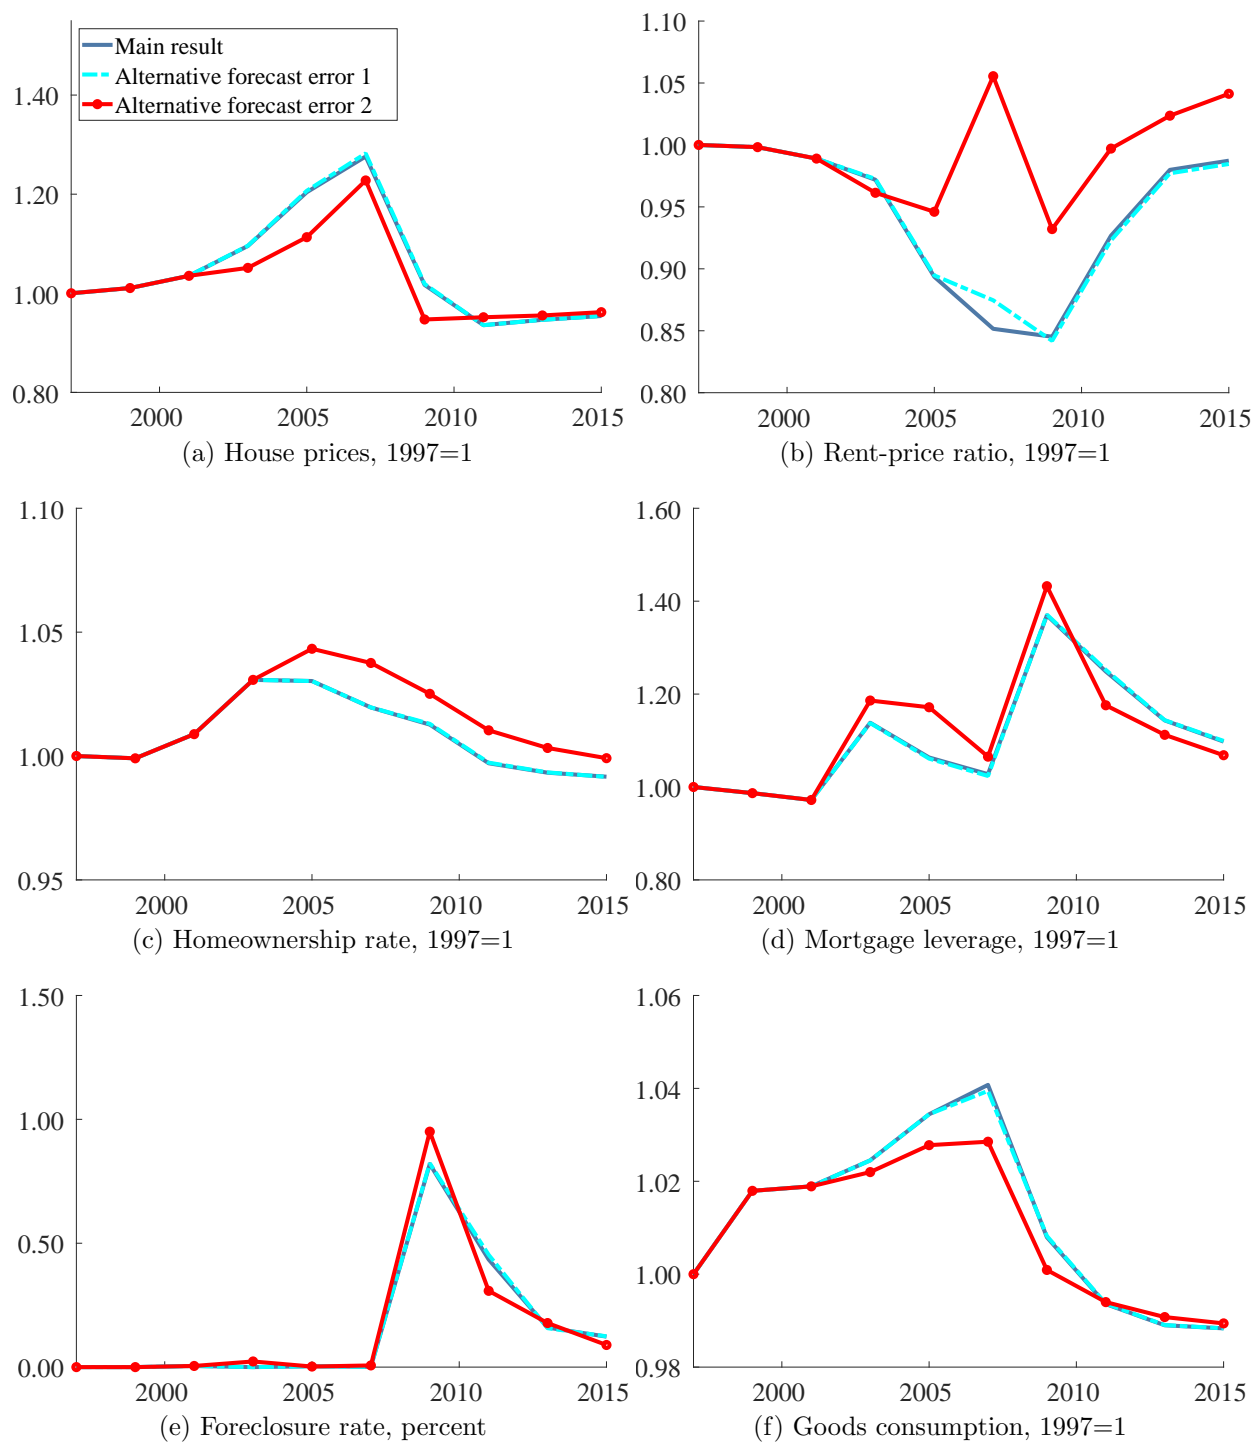 Main result
Alternative forecast error 1
Alternative forecast error 2
1.40
1.20
1.00
0.80
2000 2005 2010 2015
(a) House prices, 1997=1
1.10
1.05
1.00
0.95
0.90
0.85
0.80
2000 2005 2010 2015
(b) Rent-price ratio, 1997=1
1.10
1.05
1.00
0.95
2000 2005 2010 2015
(c) Homeownership rate, 1997=1
1.60
1.40
1.20
1.00
0.80
2000 2005 2010 2015
(d) Mortgage leverage, 1997=1
1.50
1.00
0.50
0.00
2000 2005 2010 2015
(e) Foreclosure rate, percent
1.06
1.04
1.02
1.00
0.98
2000 2005 2010 2015
(f) Goods consumption, 1997=1